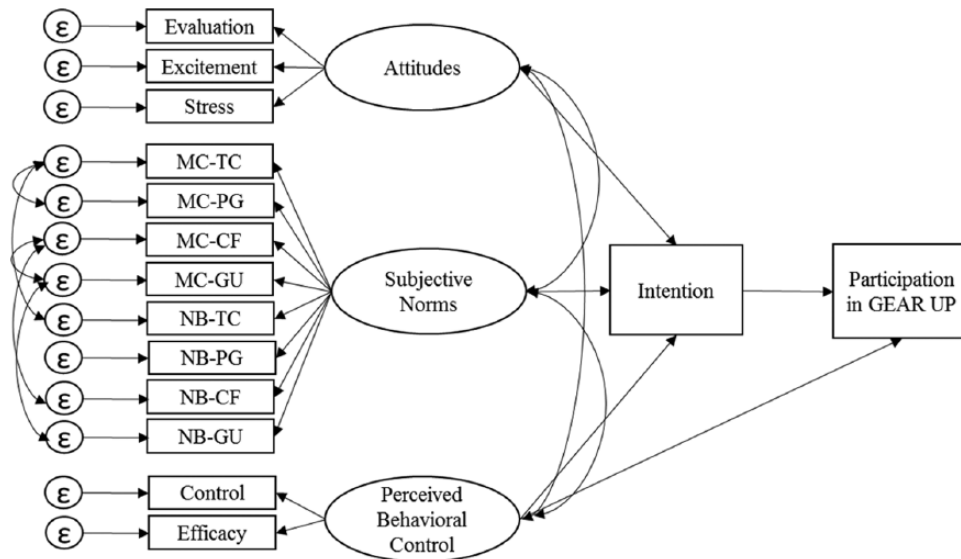 ε Evaluation
ε Excitement
ε Stress
Attitudes
ε MC-TC
ε MC-PG
ε MC-CF
ε MC-GU
ε NB-TC
ε NB-PG
ε NB-CF
ε NB-GU
Subjective
Norms
Intention
Participation
in GEAR UP
ε Control
ε Efficacy
Perceived
Behavioral
Control